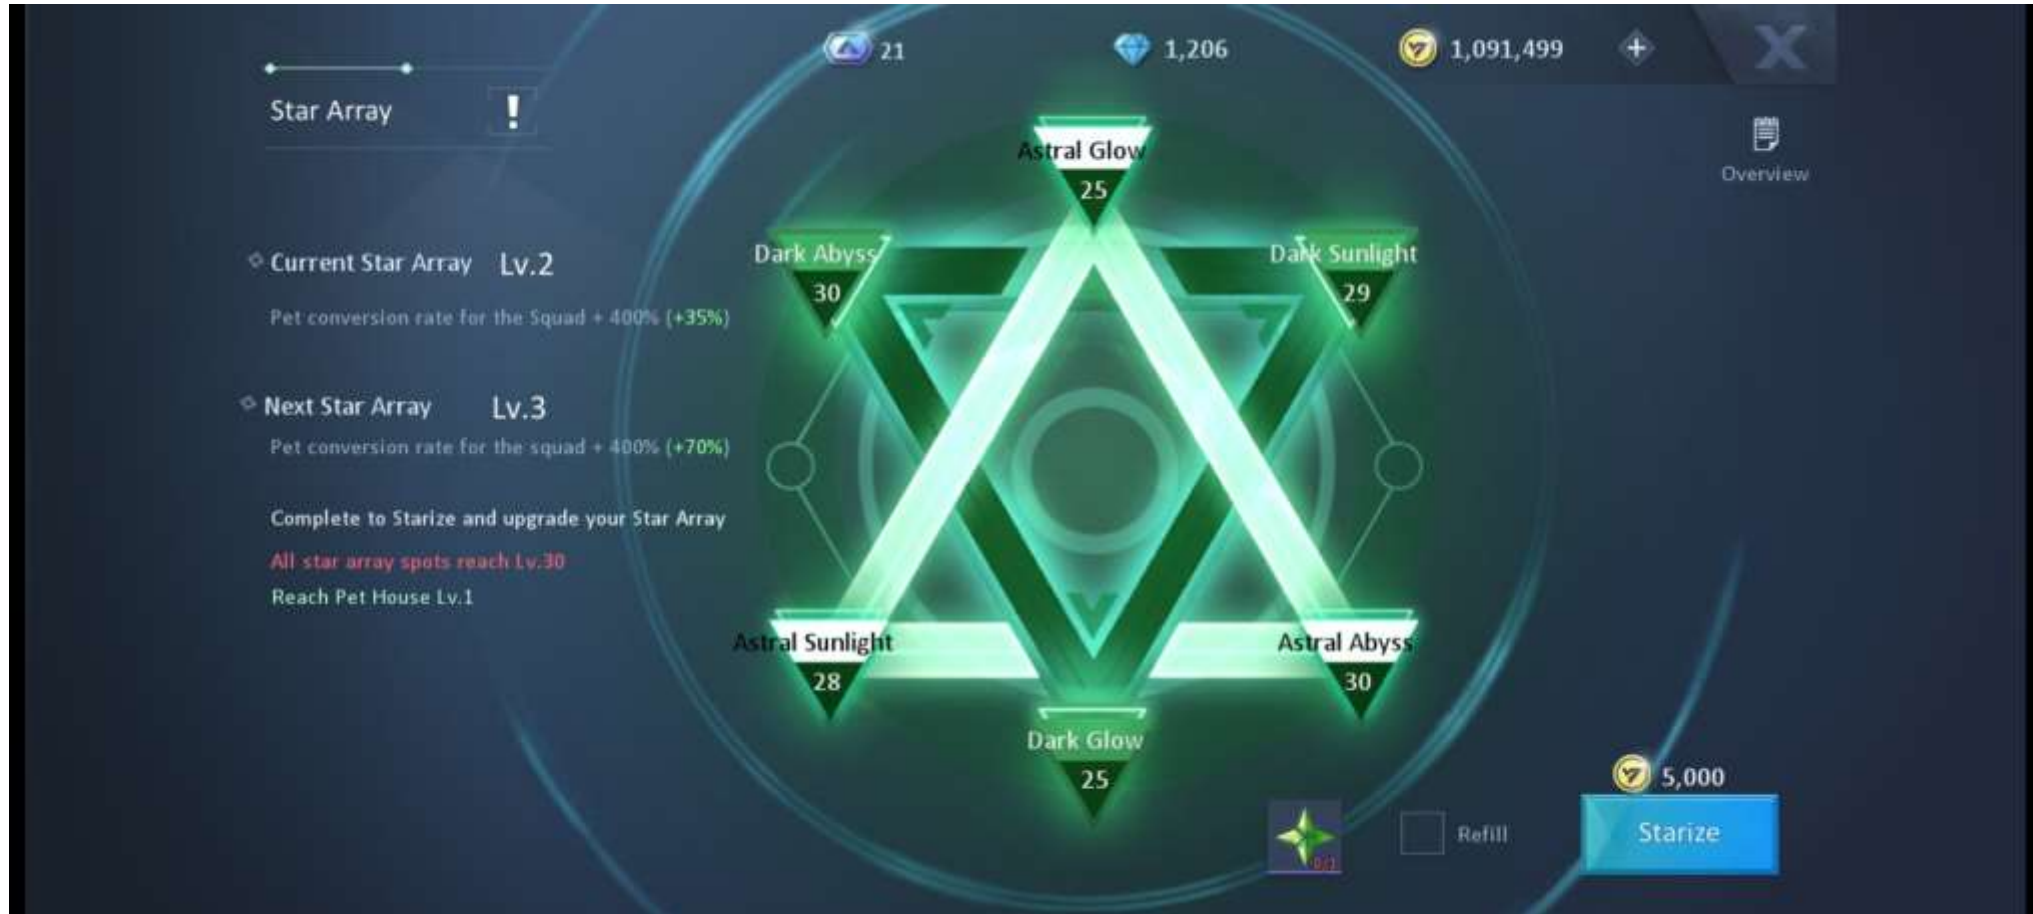 21
1,206
1,091,499
Star Array
!
Overview
Astral Glow
25
Dark Abyss
30
Dark Sunlight
29
Current Star Array Lv.2
Pet conversion rate for the Squad + 400% (+35%)
Next Star Array Lv.3
Pet conversion rate for the squad + 400% (+70%)
Complete to Starize and upgrade your Star Array
All star array spots reach Lv.30
Reach Pet House Lv.1
Astral Sunlight
28
Astral Abyss
30
Dark Glow
25
5,000
0/1
Refill
Starize